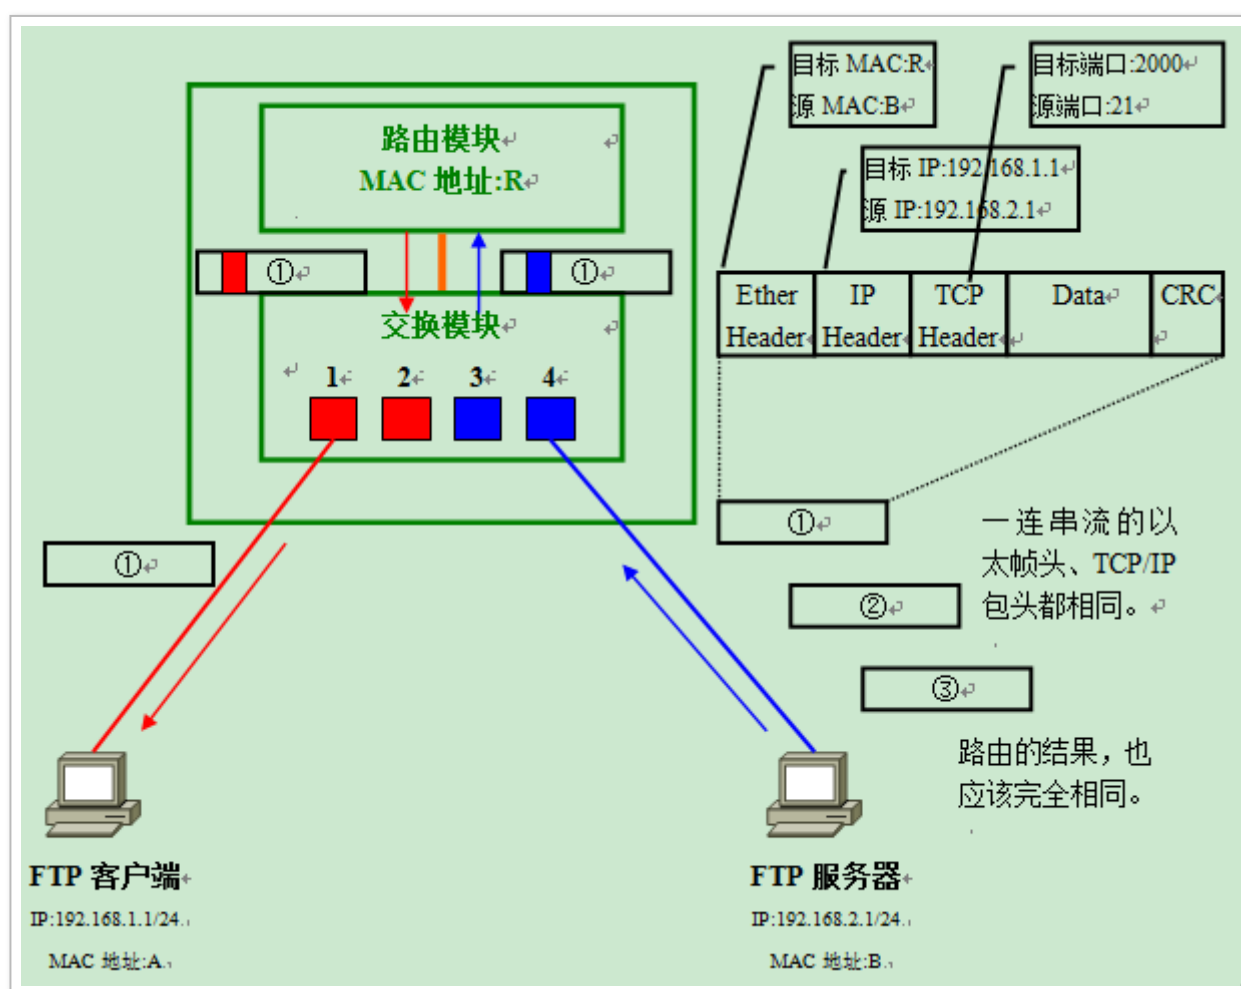 目标 MAC:R
源 MAC:B
目标端口:2000
源端口:21
路由模块
MAC 地址:R
目标 IP:192.168.1.1
源 IP:192.168.2.1
①
①
Ether Header
IP Header
TCP Header
Data
CRC
交换模块
1 2 3 4
①
一连串流的以
太帧头、TCP/IP
包头都相同。
①
②
③
路由的结果，也
应该完全相同。
FTP 客户端
IP:192.168.1.1/24
MAC 地址:A
FTP 服务器
IP:192.168.2.1/24
MAC 地址:B